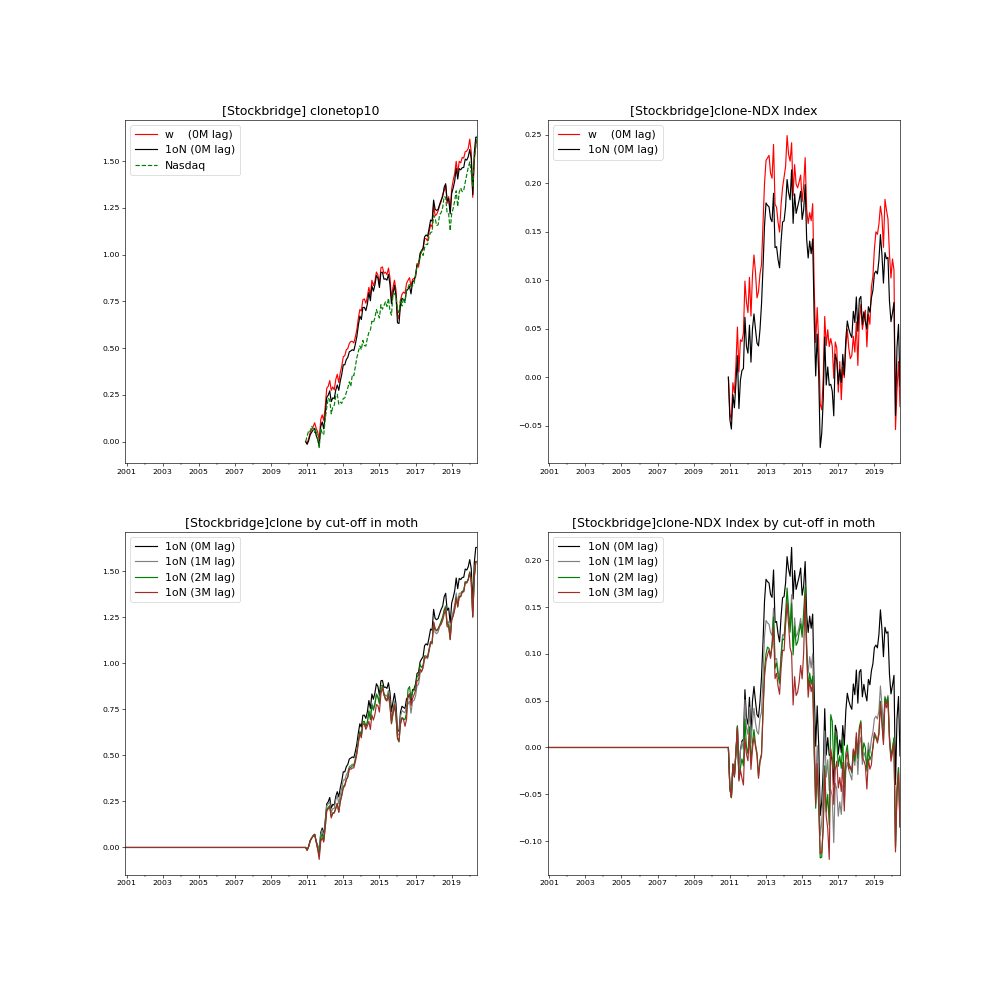 [Stockbridge] clonetop10
w (0M lag)
1oN (0M lag)
Nasdaq
1.50
1.25
1.00
0.75
0.50
0.25
0.00
2001 2003 2005 2007 2009 2011 2013 2015 2017 2019
[Stockbridge]clone-NDX Index
w (0M lag)
1oN (0M lag)
0.25
0.20
0.15
0.10
0.05
0.00
−0.05
2001 2003 2005 2007 2009 2011 2013 2015 2017 2019
[Stockbridge]clone by cut-off in moth
1oN (0M lag)
1oN (1M lag)
1oN (2M lag)
1oN (3M lag)
1.50
1.25
1.00
0.75
0.50
0.25
0.00
2001 2003 2005 2007 2009 2011 2013 2015 2017 2019
[Stockbridge]clone-NDX Index by cut-off in moth
1oN (0M lag)
1oN (1M lag)
1oN (2M lag)
1oN (3M lag)
0.20
0.15
0.10
0.05
0.00
−0.05
−0.10
2001 2003 2005 2007 2009 2011 2013 2015 2017 2019